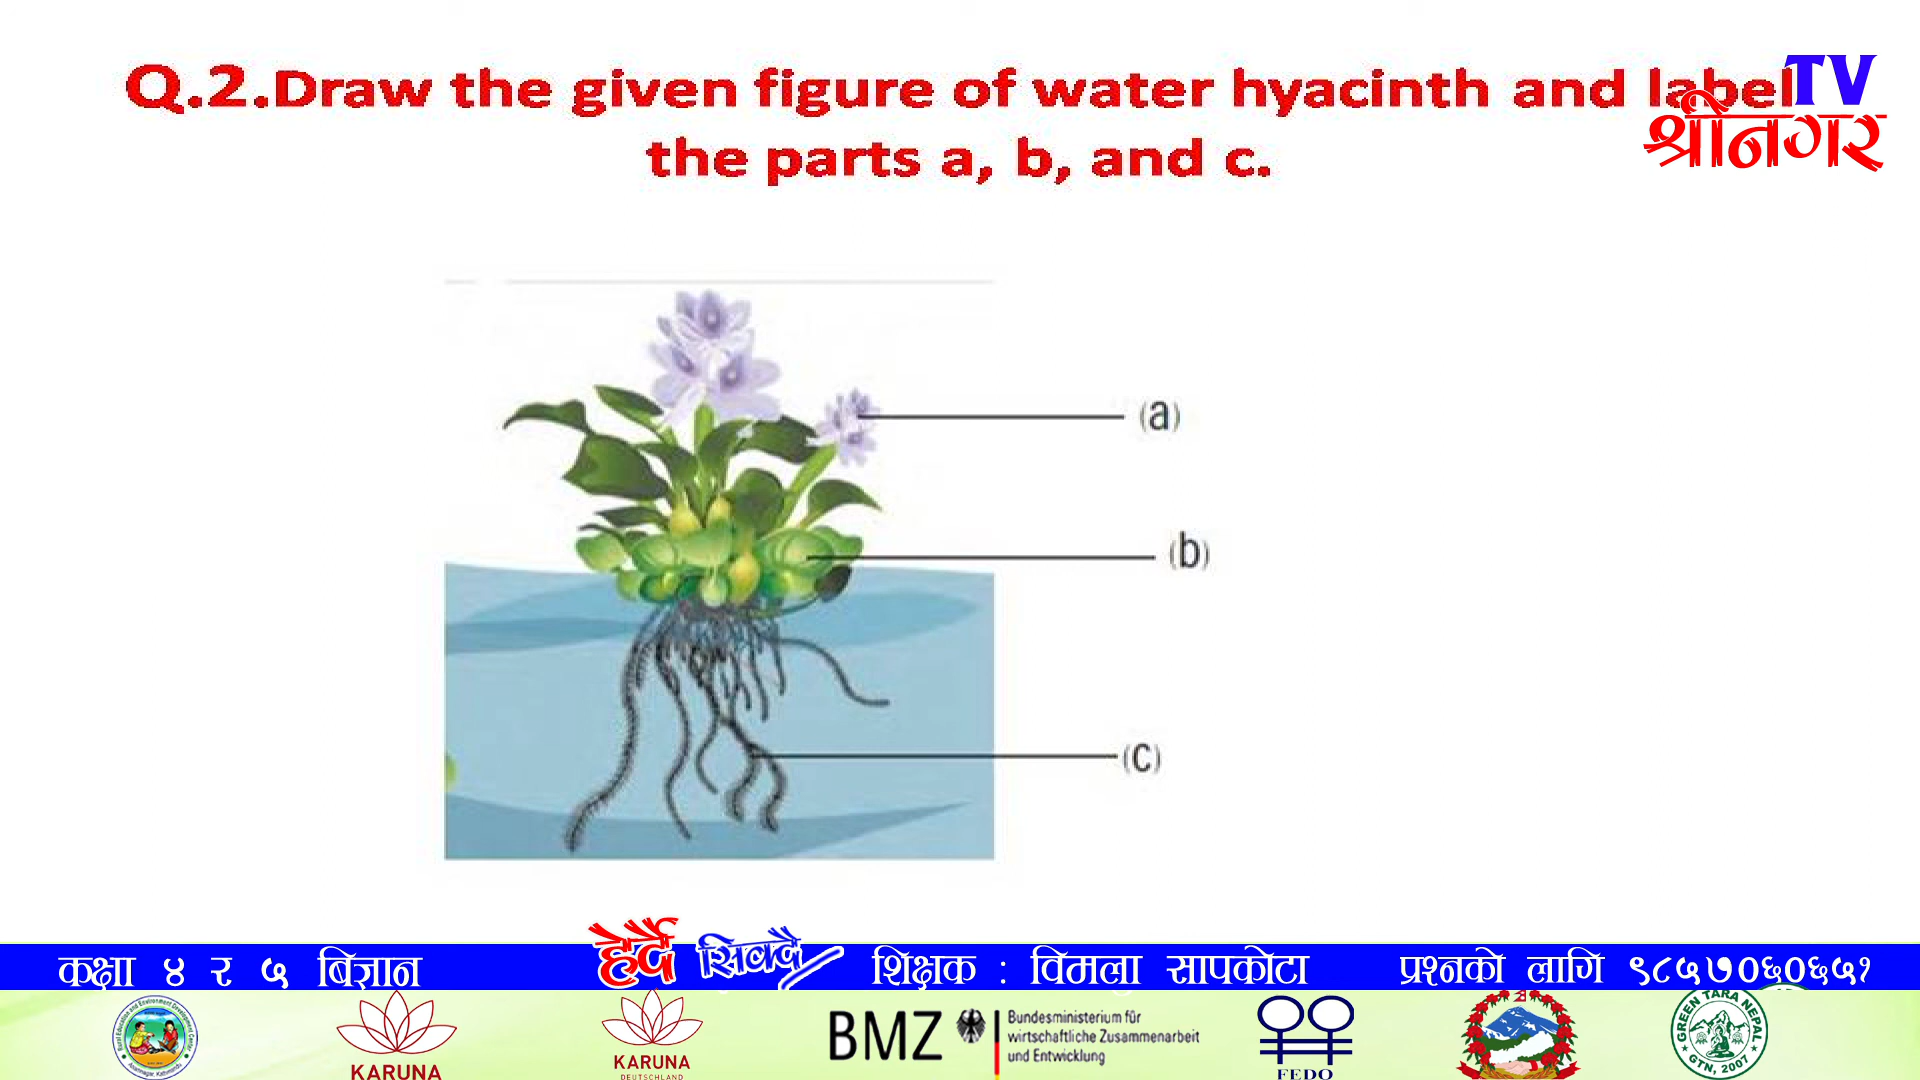 Q.2.Draw the given figure of water hyacinth and label
the parts a, b, and c.
TV
श्रीनगर
(a)
(b)
(c)
कक्षा ४ र ५ बिज्ञान
हेर्दै सिक्दै
शिक्षक : विमला सापकोटा
प्रश्नको लागि ९८५७०६०६५१
KARUNA
KARUNA
DEUTSCHLAND
BMZ
Bundesministerium für
wirtschaftliche Zusammenarbeit
und Entwicklung
FEDO
GREEN TARA NEPAL
GTN, 2007